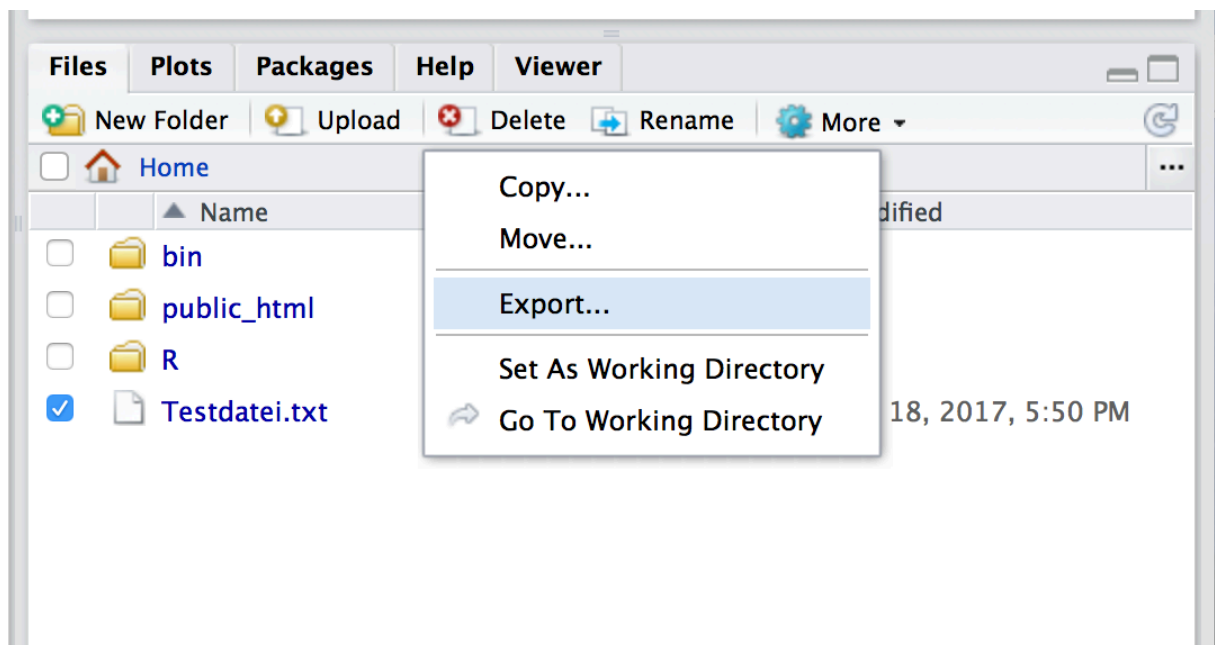 Files Plots Packages Help Viewer
New Folder Upload Delete Rename More
Home ...
Name dified
bin
public_html
R
Testdatei.txt 18, 2017, 5:50 PM
Copy...
Move...
Export...
Set As Working Directory
Go To Working Directory